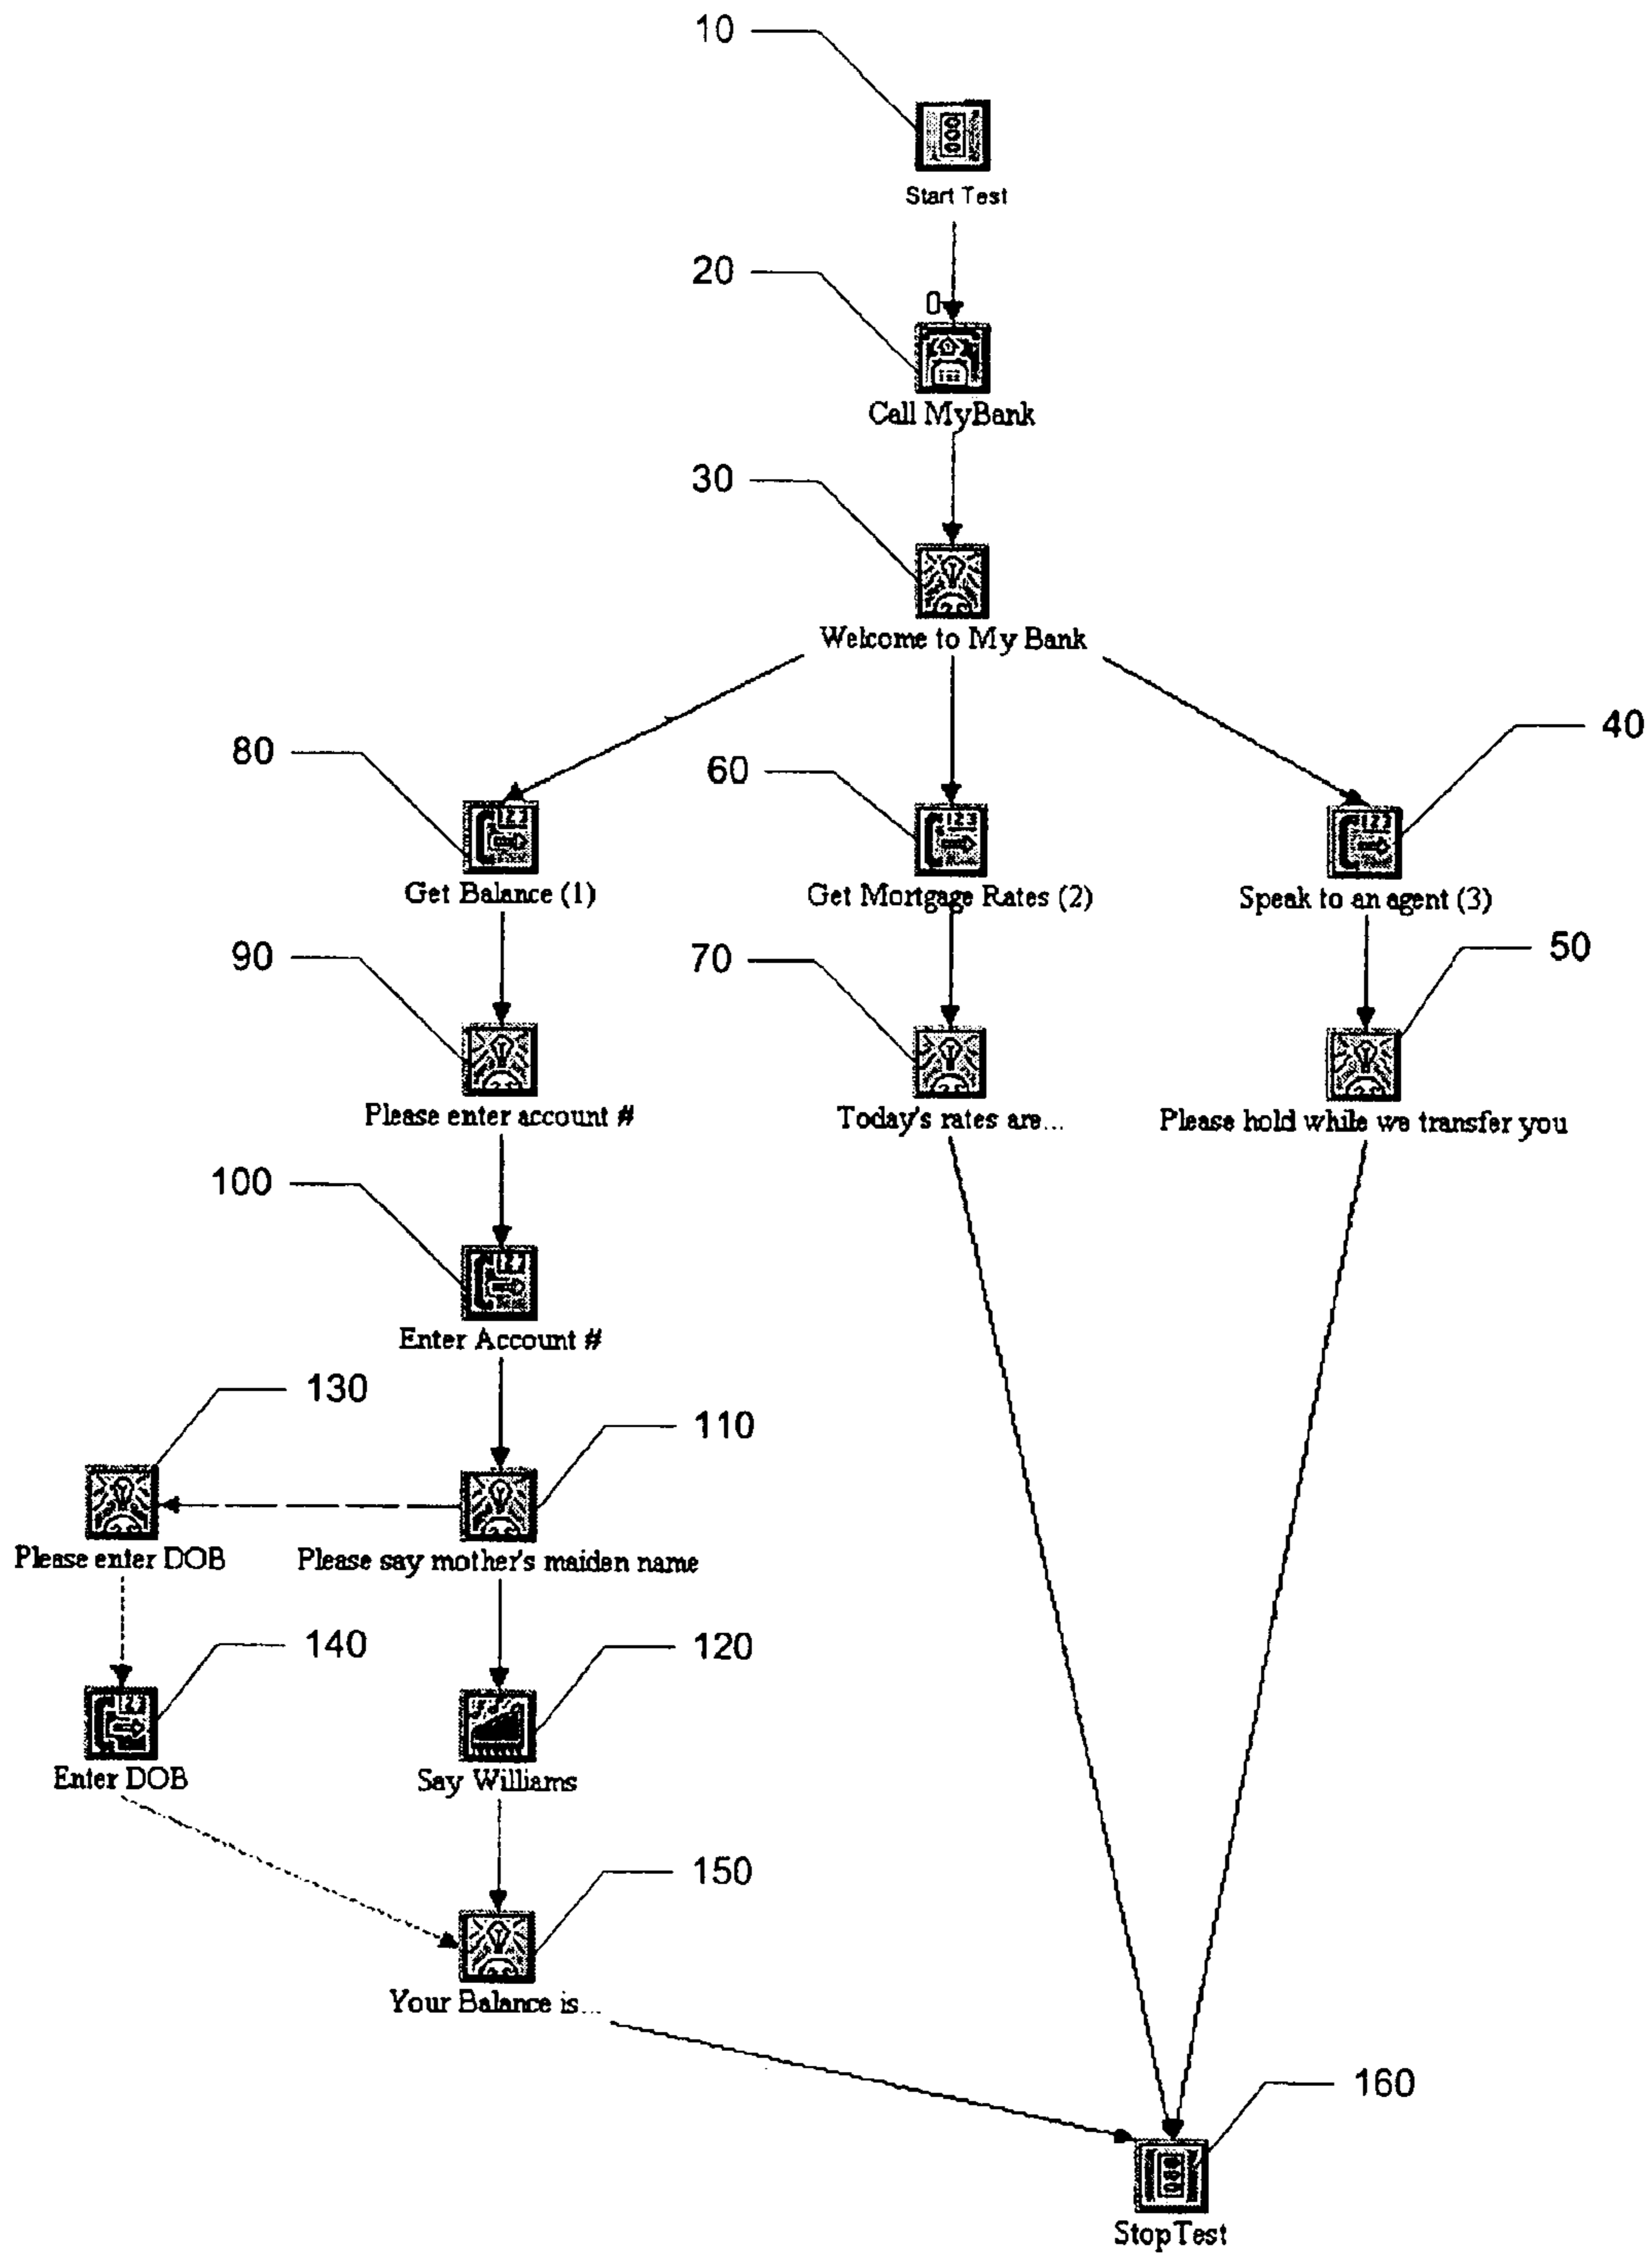 10
Start Test
20
0
Call MyBank
30
Welcome to My Bank
80
60
40
Get Balance (1)
Get Mortgage Rates (2)
Speak to an agent (3)
90
70
50
Please enter account #
Today's rates are...
Please hold while we transfer you
100
Enter Account #
130
110
Please enter DOB
Please say mother's maiden name
140
120
Enter DOB
Say Williams
150
Your Balance is...
160
StopTest